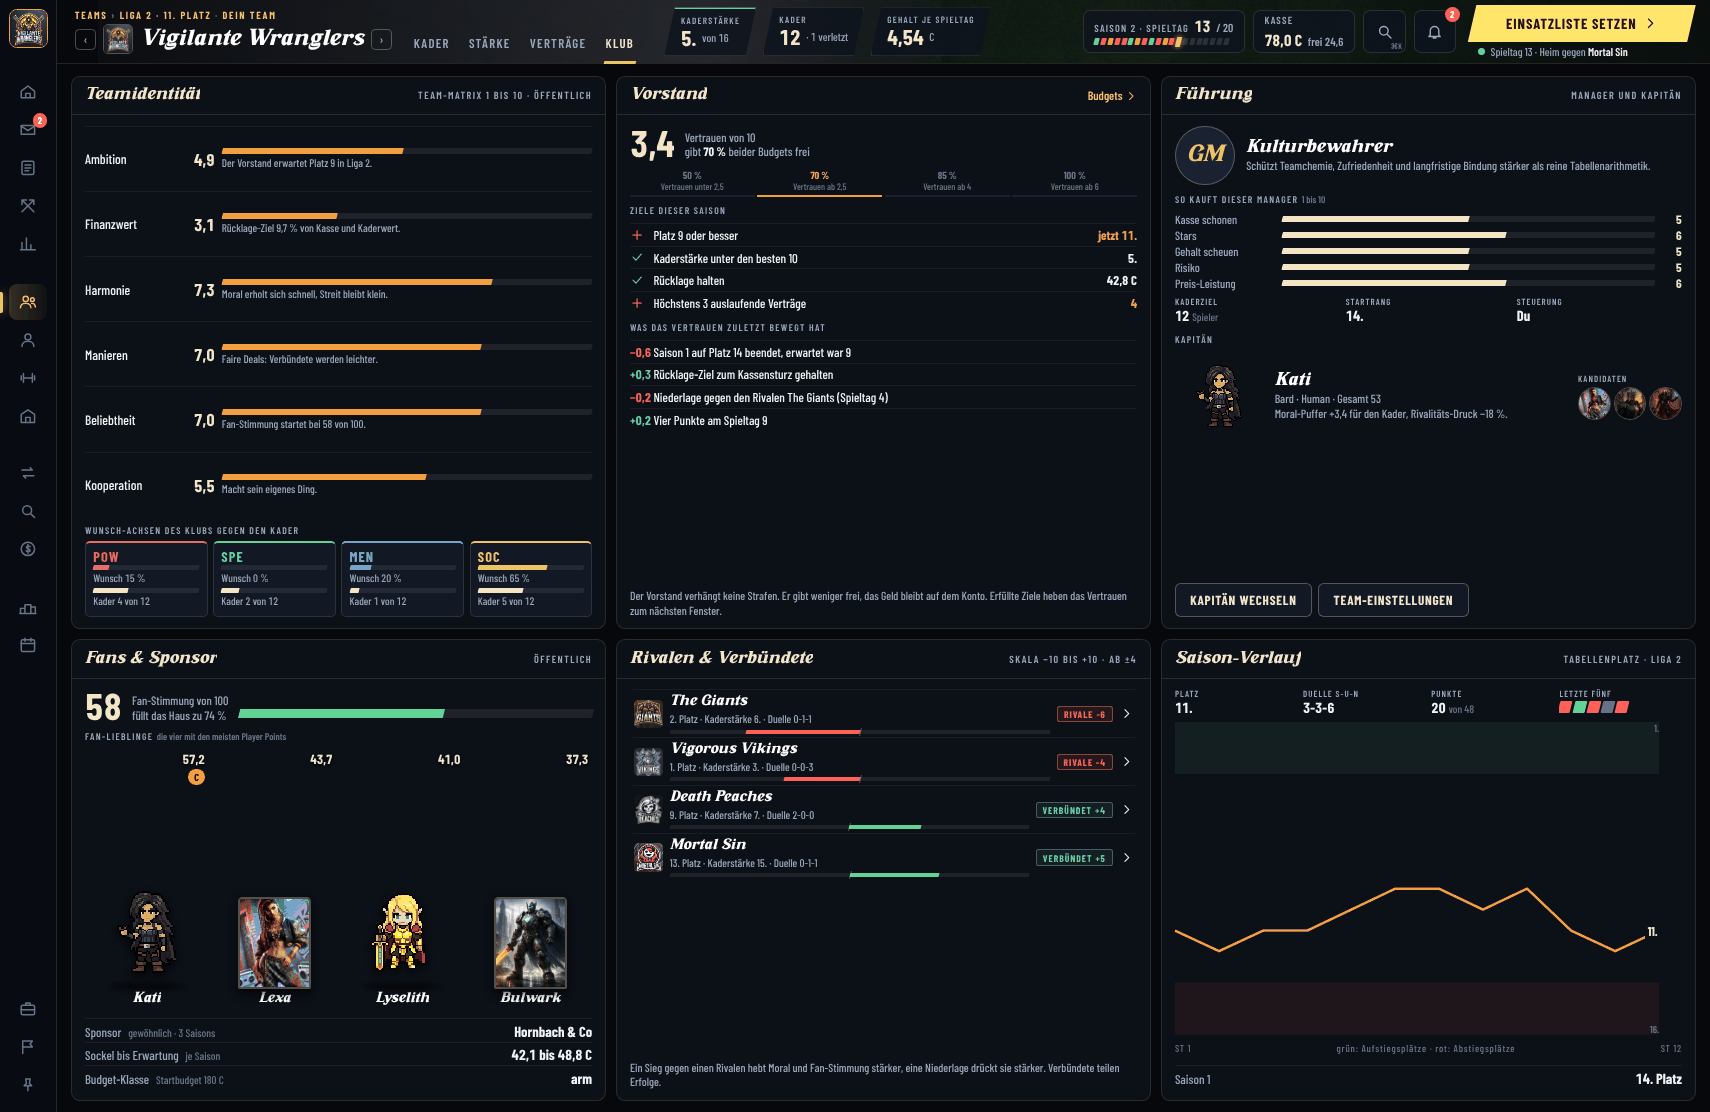 TEAMS › LIGA 2 · 11. PLATZ · DEIN TEAM
Vigilante Wranglers
KADER STÄRKE VERTRÄGE KLUB
KADERSTÄRKE
5. von 16
KADER
12 · 1 verletzt
GEHALT JE SPIELTAG
4,54 C
SAISON 2 · SPIELTAG 13 / 20
KASSE
78,0 C frei 24,6
2
EINSATZLISTE SETZEN
Spieltag 13 · Heim gegen Mortal Sin
2
Teamidentität
TEAM-MATRIX 1 BIS 10 · ÖFFENTLICH
Ambition 4,9
Der Vorstand erwartet Platz 9 in Liga 2.
Finanzwert 3,1
Rücklage-Ziel 9,7 % von Kasse und Kaderwert.
Harmonie 7,3
Moral erholt sich schnell, Streit bleibt klein.
Manieren 7,0
Faire Deals: Verbündete werden leichter.
Beliebtheit 7,0
Fan-Stimmung startet bei 58 von 100.
Kooperation 5,5
Macht sein eigenes Ding.
WUNSCH-ACHSEN DES KLUBS GEGEN DEN KADER
POW
Wunsch 15 %
Kader 4 von 12
SPE
Wunsch 0 %
Kader 2 von 12
MEN
Wunsch 20 %
Kader 1 von 12
SOC
Wunsch 65 %
Kader 5 von 12
Vorstand
Budgets
3,4
Vertrauen von 10
gibt 70 % beider Budgets frei
50 %
Vertrauen unter 2,5
70 %
Vertrauen ab 2,5
85 %
Vertrauen ab 4
100 %
Vertrauen ab 6
ZIELE DIESER SAISON
Platz 9 oder besser jetzt 11.
Kaderstärke unter den besten 10 5.
Rücklage halten 42,8 C
Höchstens 3 auslaufende Verträge 4
WAS DAS VERTRAUEN ZULETZT BEWEGT HAT
−0,6 Saison 1 auf Platz 14 beendet, erwartet war 9
+0,3 Rücklage-Ziel zum Kassensturz gehalten
−0,2 Niederlage gegen den Rivalen The Giants (Spieltag 4)
+0,2 Vier Punkte am Spieltag 9
Der Vorstand verhängt keine Strafen. Er gibt weniger frei, das Geld bleibt auf dem Konto. Erfüllte Ziele heben das Vertrauen
zum nächsten Fenster.
Führung
MANAGER UND KAPITÄN
GM
Kulturbewahrer
Schützt Teamchemie, Zufriedenheit und langfristige Bindung stärker als reine Tabellenarithmetik.
SO KAUFT DIESER MANAGER 1 bis 10
Kasse schonen 5
Stars 6
Gehalt scheuen 5
Risiko 5
Preis-Leistung 6
KADERZIEL
12 Spieler
STARTRANG
14.
STEUERUNG
Du
KAPITÄN
Kati
Bard · Human · Gesamt 53
Moral-Puffer +3,4 für den Kader, Rivalitäts-Druck −18 %.
KANDIDATEN
KAPITÄN WECHSELN
TEAM-EINSTELLUNGEN
Fans & Sponsor
ÖFFENTLICH
58
Fan-Stimmung von 100
füllt das Haus zu 74 %
FAN-LIEBLINGE die vier mit den meisten Player Points
57,2 43,7 41,0 37,3
C
Kati Lexa Lyselith Bulwark
Sponsor gewöhnlich · 3 Saisons Hornbach & Co
Sockel bis Erwartung je Saison 42,1 bis 48,8 C
Budget-Klasse Startbudget 180 C arm
Rivalen & Verbündete
SKALA −10 BIS +10 · AB ±4
The Giants
2. Platz · Kaderstärke 6. · Duelle 0-1-1
RIVALE −6
Vigorous Vikings
1. Platz · Kaderstärke 3. · Duelle 0-0-3
RIVALE −4
Death Peaches
9. Platz · Kaderstärke 7. · Duelle 2-0-0
VERBÜNDET +4
Mortal Sin
13. Platz · Kaderstärke 15. · Duelle 0-1-1
VERBÜNDET +5
Ein Sieg gegen einen Rivalen hebt Moral und Fan-Stimmung stärker, eine Niederlage drückt sie stärker. Verbündete teilen
Erfolge.
Saison-Verlauf
TABELLENPLATZ · LIGA 2
PLATZ
11.
DUELLE S-U-N
3-3-6
PUNKTE
20 von 48
LETZTE FÜNF
1.
11.
16.
ST 1 grün: Aufstiegsplätze · rot: Abstiegsplätze ST 12
Saison 1 14. Platz